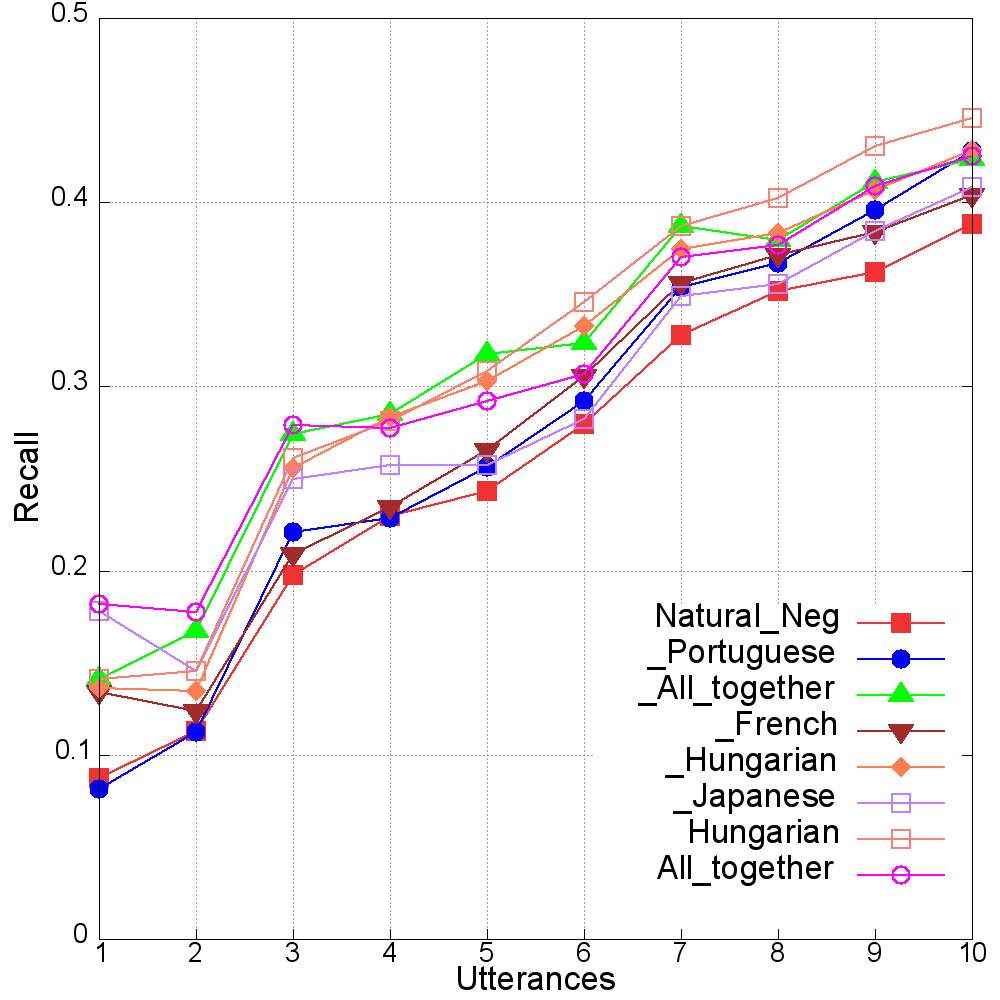 0.5
0.4
0.3
0.2
0.1
0
Recall
Natural_Neg
_Portuguese
_All_together
_French
_Hungarian
_Japanese
Hungarian
All_together
1 2 3 4 5 6 7 8 9 10
Utterances